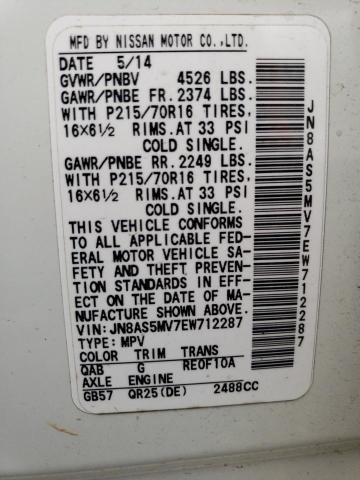 MFD BY NISSAN MOTOR CO.,LTD.
DATE 5/14
GVWR/PNBV 4526 LBS.
GAWR/PNBE FR. 2374 LBS.
WITH P215/70R16 TIRES,
16X6½ RIMS.AT 33 PSI
COLD SINGLE.
GAWR/PNBE RR. 2249 LBS.
WITH P215/70R16 TIRES,
16X6½ RIMS.AT 33 PSI
COLD SINGLE.
THIS VEHICLE CONFORMS
TO ALL APPLICABLE FED-
ERAL MOTOR VEHICLE SA-
FETY AND THEFT PREVEN-
TION STANDARDS IN EFF-
ECT ON THE DATE OF MA-
NUFACTURE SHOWN ABOVE.
VIN: JN8AS5MV7EW712287
TYPE: MPV
COLOR TRIM TRANS
QAB G RE0F10A
AXLE ENGINE
GB57 QR25(DE) 2488CC
JN8AS5MV7EW712287